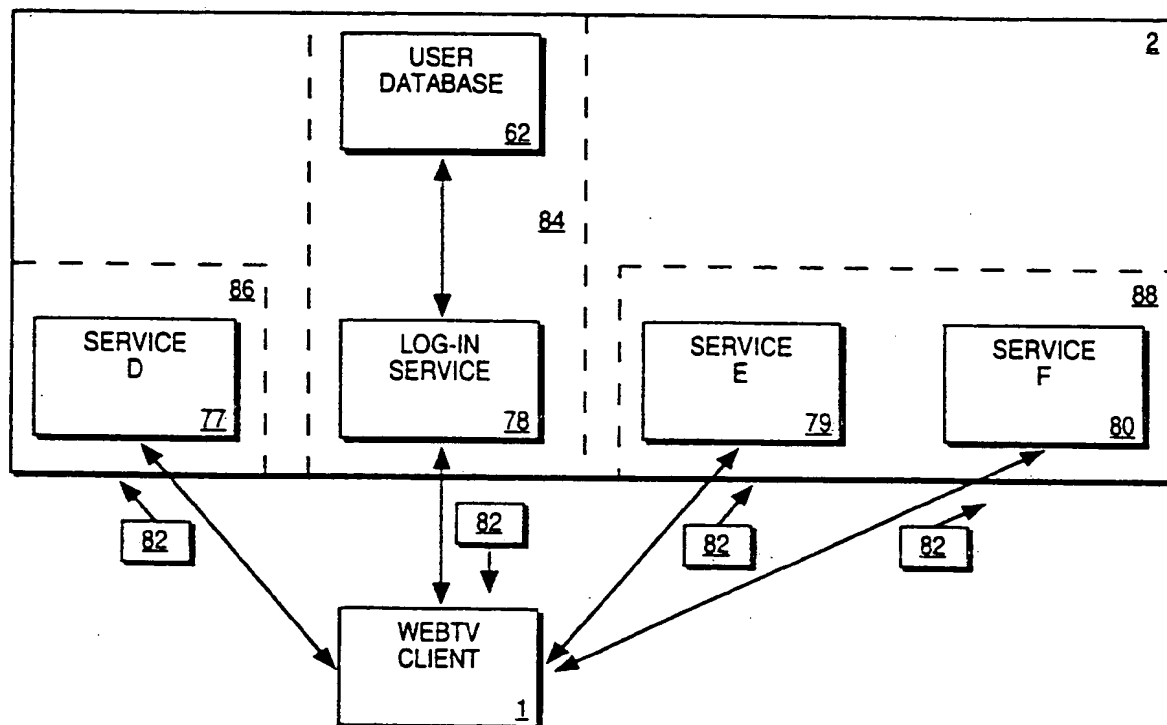 2
USER
DATABASE
62
84
86
88
SERVICE
D
77
LOG-IN
SERVICE
78
SERVICE
E
79
SERVICE
F
80
82
82
82
82
WEBTV
CLIENT
1